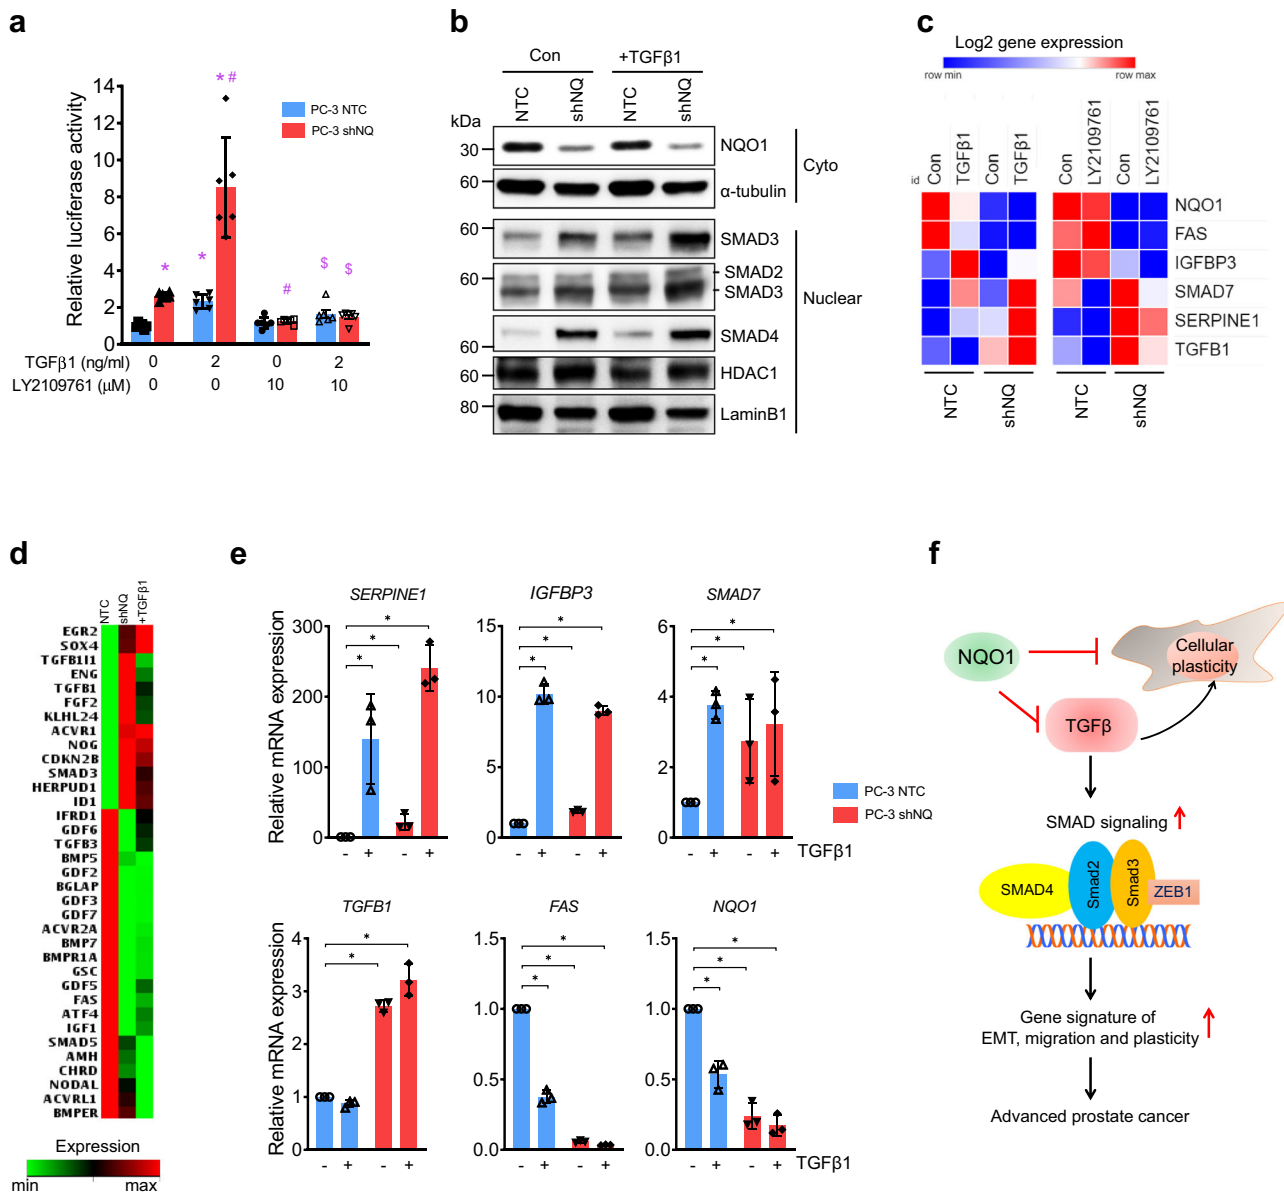 a
Relative luciferase activity
14
12
10
8
6
4
2
0
*
*
* #
#
$
$
PC-3 NTC
PC-3 shNQ
TGFβ1 (ng/ml) 0 2 0 2
LY2109761 (μM) 0 0 10 10
b
Con +TGFβ1
NTC shNQ NTC shNQ
kDa
30 NQO1
60 α-tubulin
Cyto
60 SMAD3
60 SMAD2
SMAD3
60 SMAD4
60 HDAC1
80 LaminB1
Nuclear
c
Log2 gene expression
row min row max
id Con TGFβ1 Con TGFβ1 Con LY2109761 Con LY2109761
NQO1
FAS
IGFBP3
SMAD7
SERPINE1
TGFB1
NTC shNQ NTC shNQ
d
NTC shNQ +TGFβ1
EGR2
SOX4
TGFB1I1
ENG
TGFB1
FGF2
KLHL24
ACVR1
NOG
CDKN2B
SMAD3
HERPUD1
ID1
IFRD1
GDF6
TGFB3
BMP5
GDF2
BGLAP
GDF3
GDF7
ACVR2A
BMP7
BMPR1A
GSC
GDF5
FAS
ATF4
IGF1
SMAD5
AMH
CHRD
NODAL
ACVRL1
BMPER
Expression
min max
e
Relative mRNA expression
SERPINE1
300
200
100
0
* * *
- + - +
IGFBP3
15
10
5
0
* * *
- + - +
SMAD7
6
4
2
0
* * *
- + - + TGFβ1
PC-3 NTC
PC-3 shNQ
Relative mRNA expression
TGFB1
4
3
2
1
0
* *
- + - +
FAS
1.5
1.0
0.5
0.0
* * *
- + - +
NQO1
1.5
1.0
0.5
0.0
* * *
- + - + TGFβ1
f
NQO1
Cellular
plasticity
TGFβ
SMAD signaling
SMAD4
Smad2
Smad3
ZEB1
Gene signature of
EMT, migration and plasticity
Advanced prostate cancer